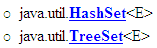 ○ java.util.HashSet<E>
○ java.util.TreeSet<E>